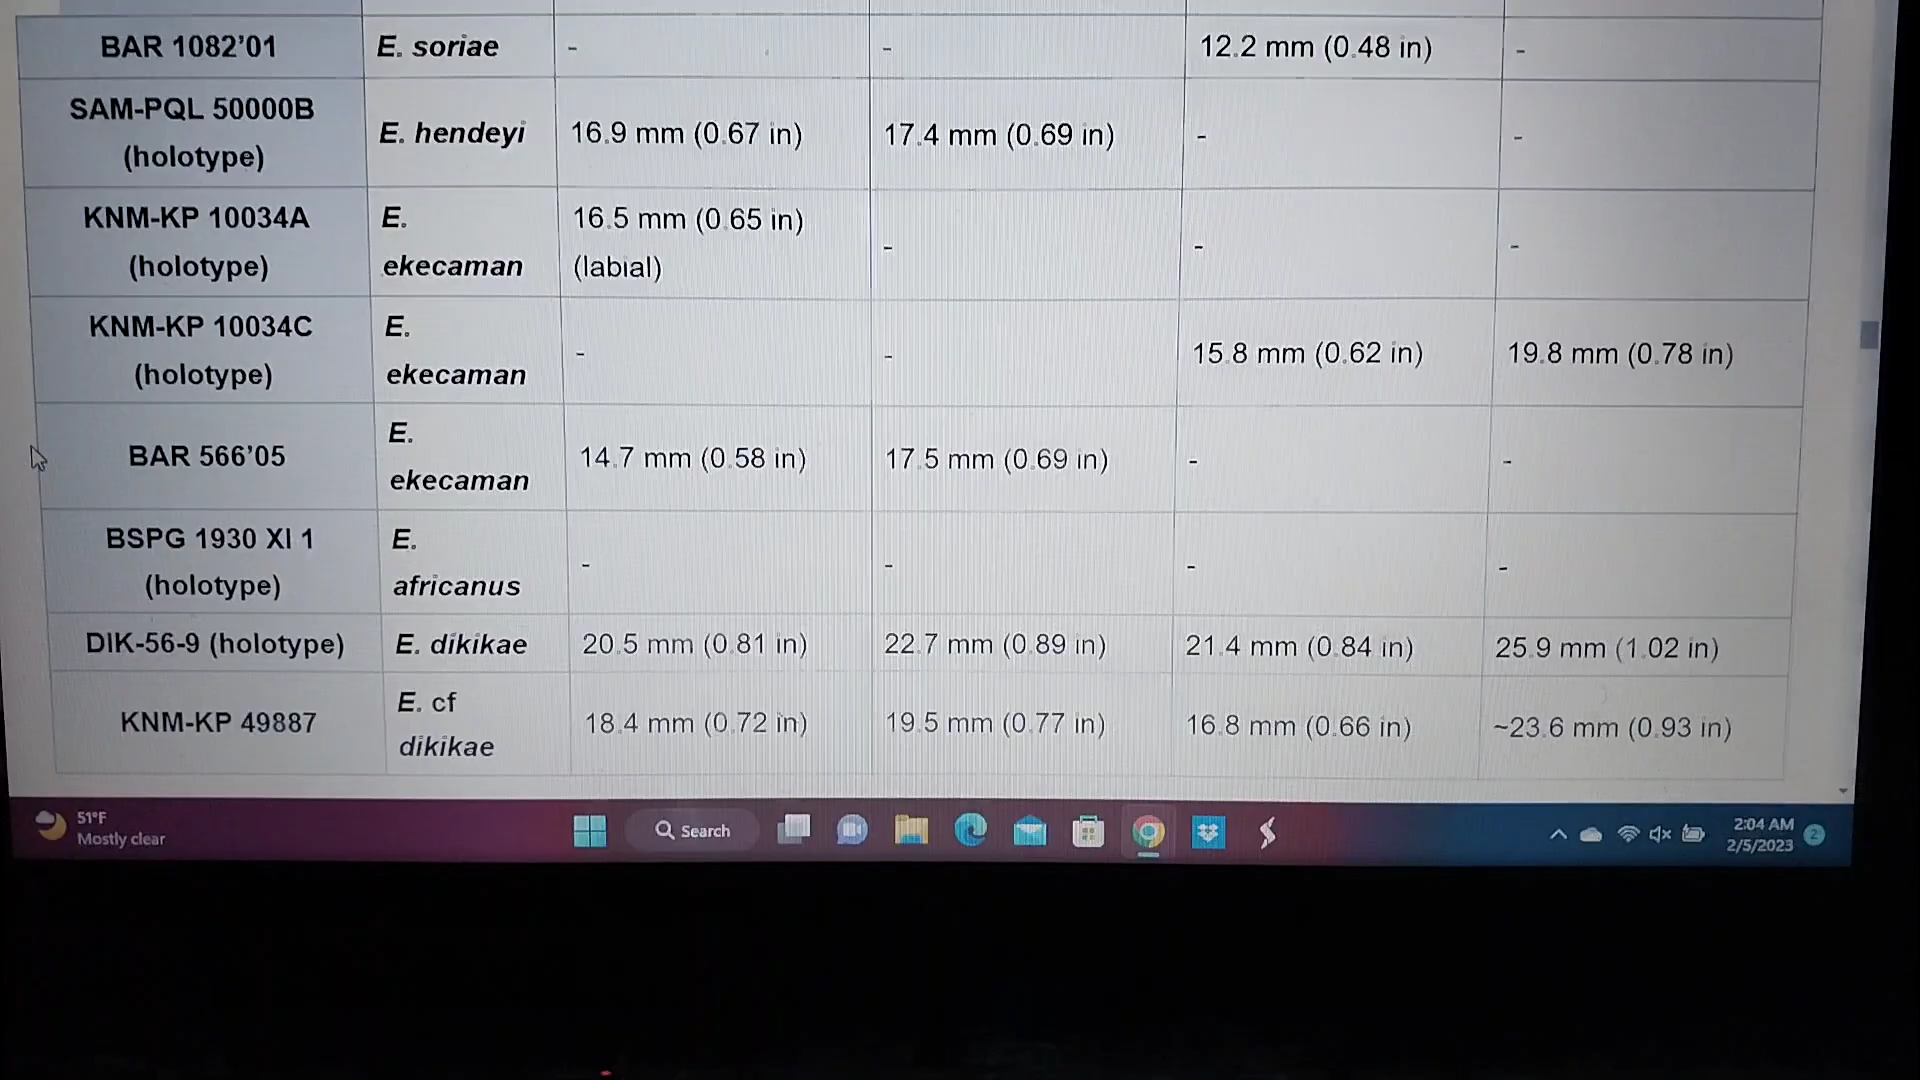 BAR 1082’01 E. soriae - - 12.2 mm (0.48 in) -
SAM-PQL 50000B
(holotype) E. hendeyi 16.9 mm (0.67 in) 17.4 mm (0.69 in) - -
KNM-KP 10034A
(holotype) E.
ekecaman 16.5 mm (0.65 in)
(labial) - - -
KNM-KP 10034C
(holotype) E.
ekecaman - - 15.8 mm (0.62 in) 19.8 mm (0.78 in)
BAR 566’05 E.
ekecaman 14.7 mm (0.58 in) 17.5 mm (0.69 in) - -
BSPG 1930 XI 1
(holotype) E.
africanus - - - -
DIK-56-9 (holotype) E. dikikae 20.5 mm (0.81 in) 22.7 mm (0.89 in) 21.4 mm (0.84 in) 25.9 mm (1.02 in)
KNM-KP 49887 E. cf
dikikae 18.4 mm (0.72 in) 19.5 mm (0.77 in) 16.8 mm (0.66 in) ~23.6 mm (0.93 in)
51°F
Mostly clear
Search
2:04 AM
2/5/2023
2